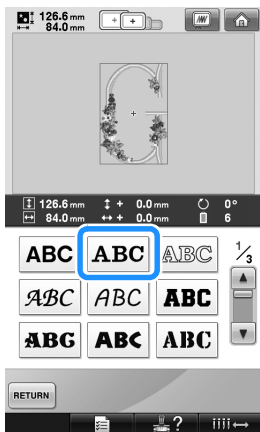 126.6 mm
84.0 mm
126.6 mm + 0.0 mm 0°
84.0 mm + 0.0 mm 6
ABC ABC ABC 1/3
ABC ABC ABC
ABC ABC ABC
RETURN
?